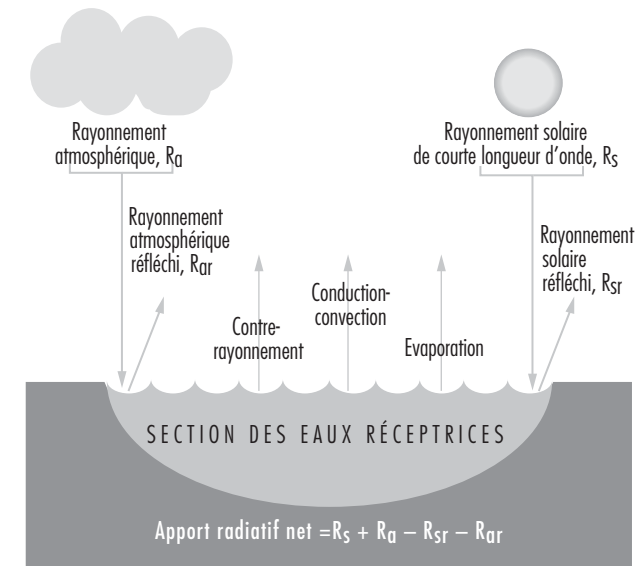 Rayonnement
atmosphérique, Ra
Rayonnement solaire
de courte longueur d'onde, Rs
Rayonnement
atmosphérique
réfléchi, Rar
Rayonnement
solaire
réfléchi, Rsr
Contre-
rayonnement
Conduction-
convection
Evaporation
SECTION DES EAUX RÉCEPTRICES
Apport radiatif net =Rs + Ra – Rsr – Rar